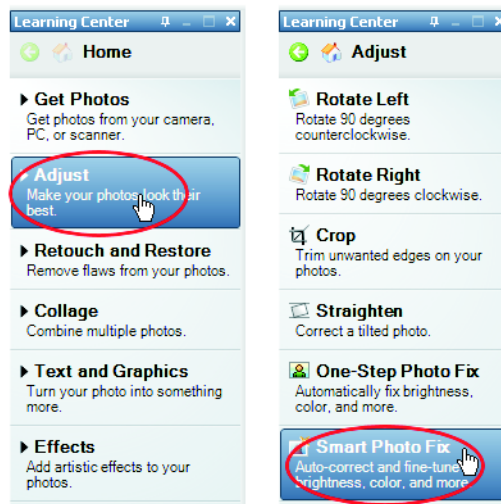 Learning Center
Home
Get Photos
Get photos from your camera,
PC, or scanner.
Adjust
Make your photos look their
best.
Retouch and Restore
Remove flaws from your photos.
Collage
Combine multiple photos.
Text and Graphics
Turn your photo into something
more.
Effects
Add artistic effects to your
photos.
Learning Center
Adjust
Rotate Left
Rotate 90 degrees
counterclockwise.
Rotate Right
Rotate 90 degrees clockwise.
Crop
Trim unwanted edges on your
photos.
Straighten
Correct a tilted photo.
One-Step Photo Fix
Automatically fix brightness,
color, and more.
Smart Photo Fix
Auto-correct and fine-tune
brightness, color, and more